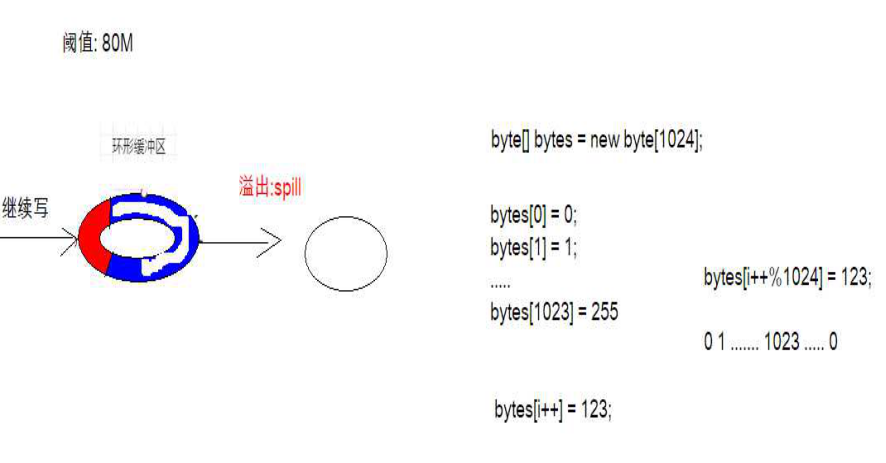 阈值: 80M
环形缓冲区
继续写
溢出:spill
byte[] bytes = new byte[1024];
bytes[0] = 0;
bytes[1] = 1;
.....
bytes[1023] = 255
bytes[i++%1024] = 123;
0 1 ....... 1023 ..... 0
bytes[i++] = 123;